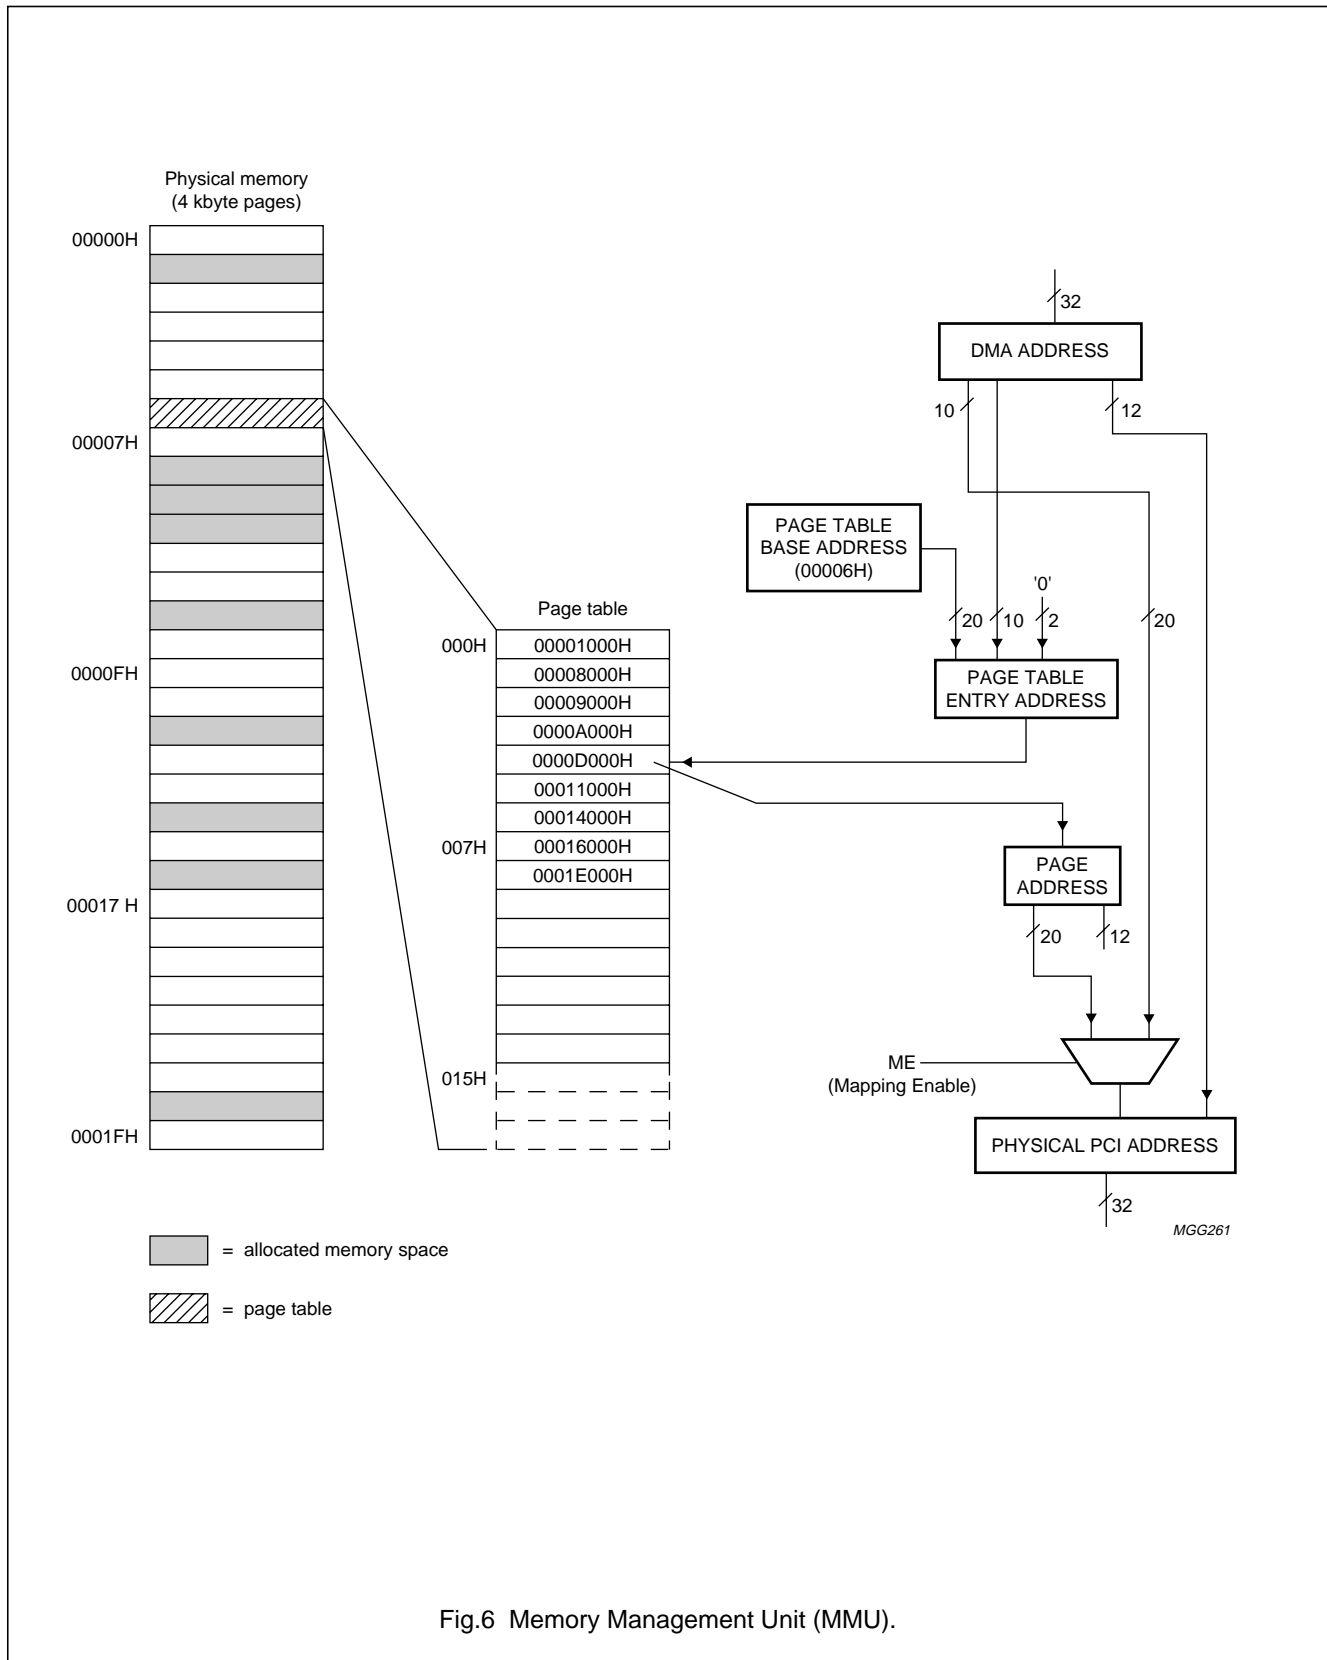 Physical memory
(4 kbyte pages)
00000H
00007H
0000FH
00017 H
0001FH
Page table
000H
00001000H
00008000H
00009000H
0000A000H
0000D000H
00011000H
00014000H
007H
00016000H
0001E000H
015H
32
DMA ADDRESS
10
12
PAGE TABLE
BASE ADDRESS
(00006H)
'0'
20
10
2
20
PAGE TABLE
ENTRY ADDRESS
PAGE
ADDRESS
20
12
ME
(Mapping Enable)
PHYSICAL PCI ADDRESS
32
MGG261
= allocated memory space
= page table
Fig.6 Memory Management Unit (MMU).